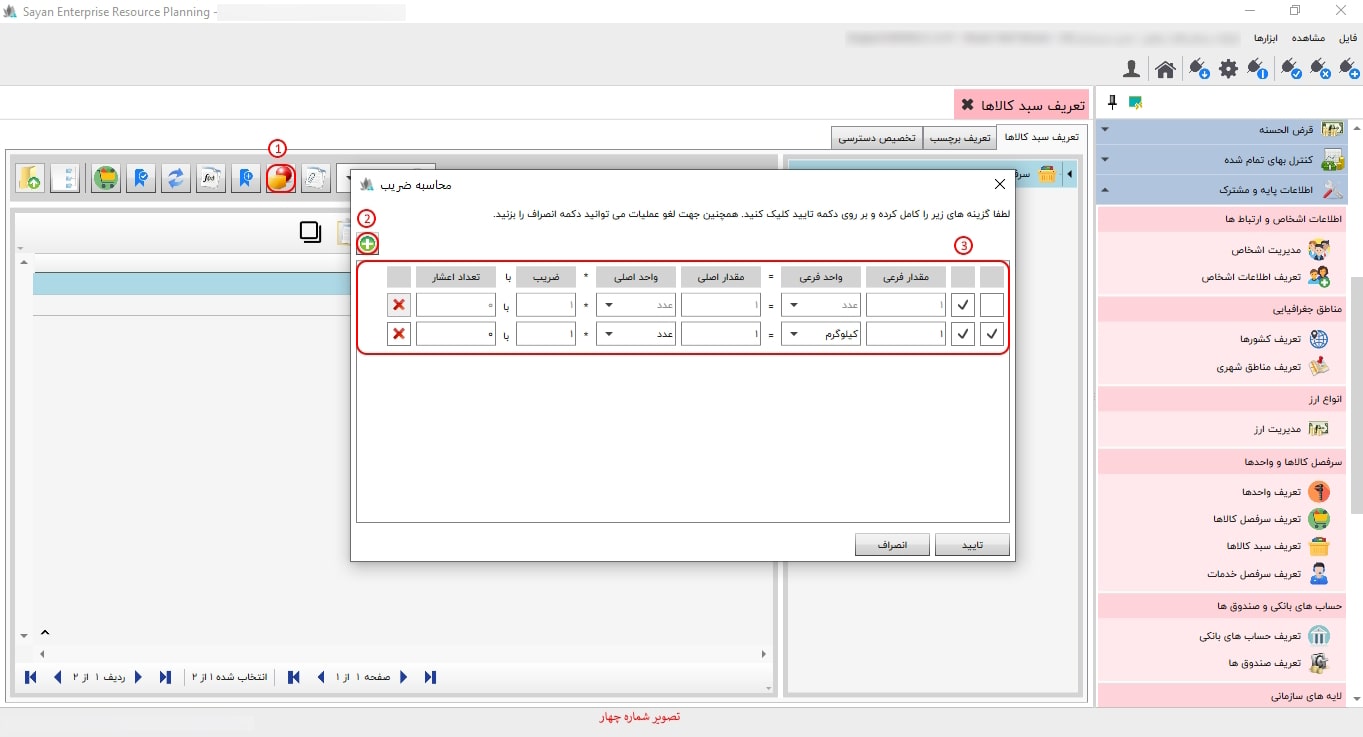 Sayan Enterprise Resource Planning -
فایل مشاهده ابزارها
تعریف سبد کالاها
تعریف سبد کالاها تعریف برچسب تخصیص دسترسی
۱
f(x)
محاسبه ضریب
لطفا گزینه های زیر را کامل کرده و بر روی دکمه تایید کلیک کنید. همچنین جهت لغو عملیات می توانید دکمه انصراف را بزنید.
۲
۳
مقدار فرعی واحد فرعی = مقدار اصلی واحد اصلی * ضریب با تعداد اعشار
۱ عدد = ۱ عدد * ۱ با ۰
۱ کیلوگرم = ۱ عدد * ۱ با ۰
تایید انصراف
ردیف ۱ از ۲
انتخاب شده ۱ از ۲
صفحه ۱ از ۱
قرض الحسنه
کنترل بهای تمام شده
اطلاعات پایه و مشترک
اطلاعات اشخاص و ارتباط ها
مدیریت اشخاص
تعریف اطلاعات اشخاص
مناطق جغرافیایی
تعریف کشورها
تعریف مناطق شهری
انواع ارز
مدیریت ارز
سرفصل کالاها و واحدها
تعریف واحدها
تعریف سرفصل کالاها
تعریف سبد کالاها
تعریف سرفصل خدمات
حساب های بانکی و صندوق ها
تعریف حساب های بانکی
تعریف صندوق ها
لایه های سازمانی
تصویر شماره چهار